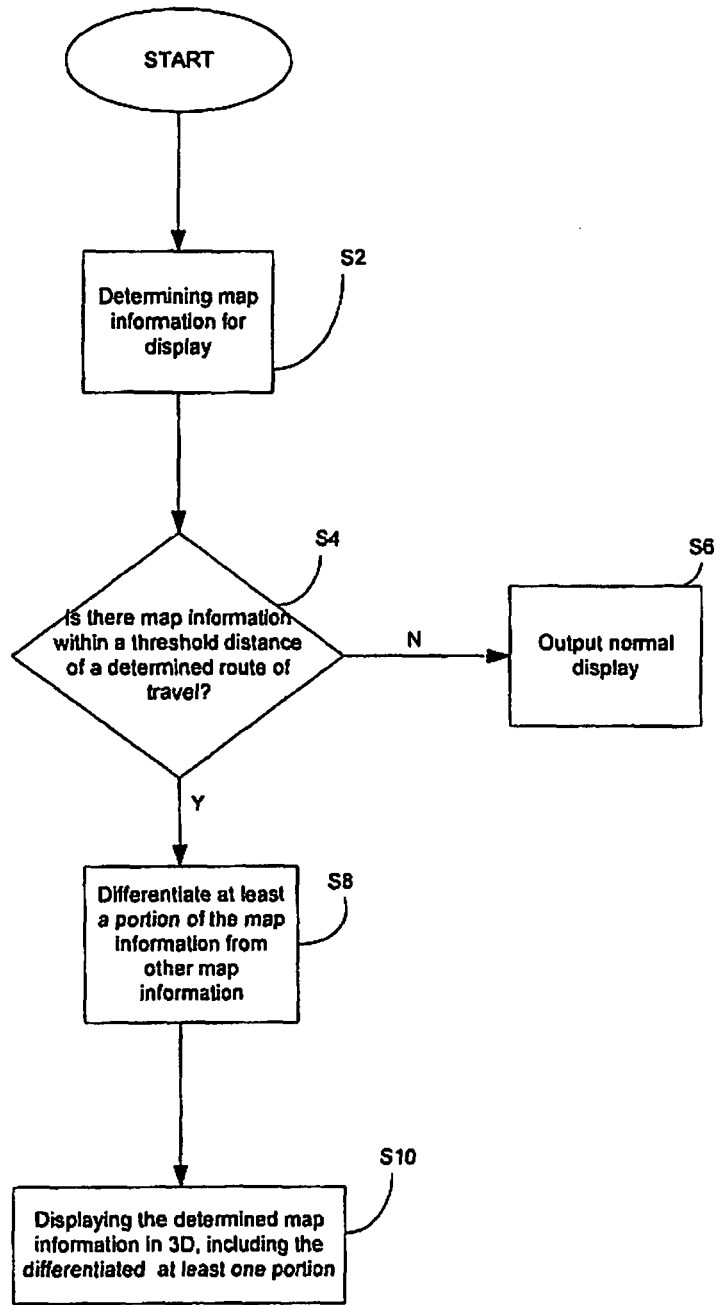 START
S2
Determining map
information for
display
S4
Is there map information
within a threshold distance
of a determined route of
travel?
N
S6
Output normal
display
Y
S8
Differentiate at least
a portion of the map
information from
other map
information
S10
Displaying the determined map
information in 3D, including the
differentiated at least one portion